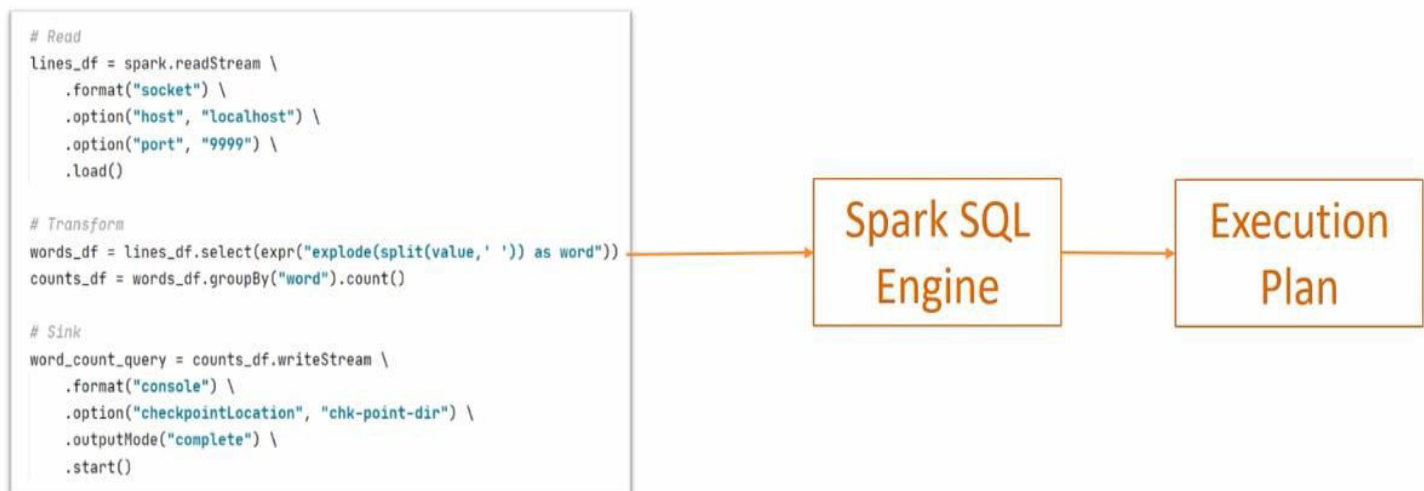 # Read
lines_df = spark.readStream \
    .format("socket") \
    .option("host", "localhost") \
    .option("port", "9999") \
    .load()
# Transform
words_df = lines_df.select(expr("explode(split(value,' ')) as word"))
counts_df = words_df.groupBy("word").count()
# Sink
word_count_query = counts_df.writeStream \
    .format("console") \
    .option("checkpointLocation", "chk-point-dir") \
    .outputMode("complete") \
    .start()
Spark SQL
Engine
Execution
Plan